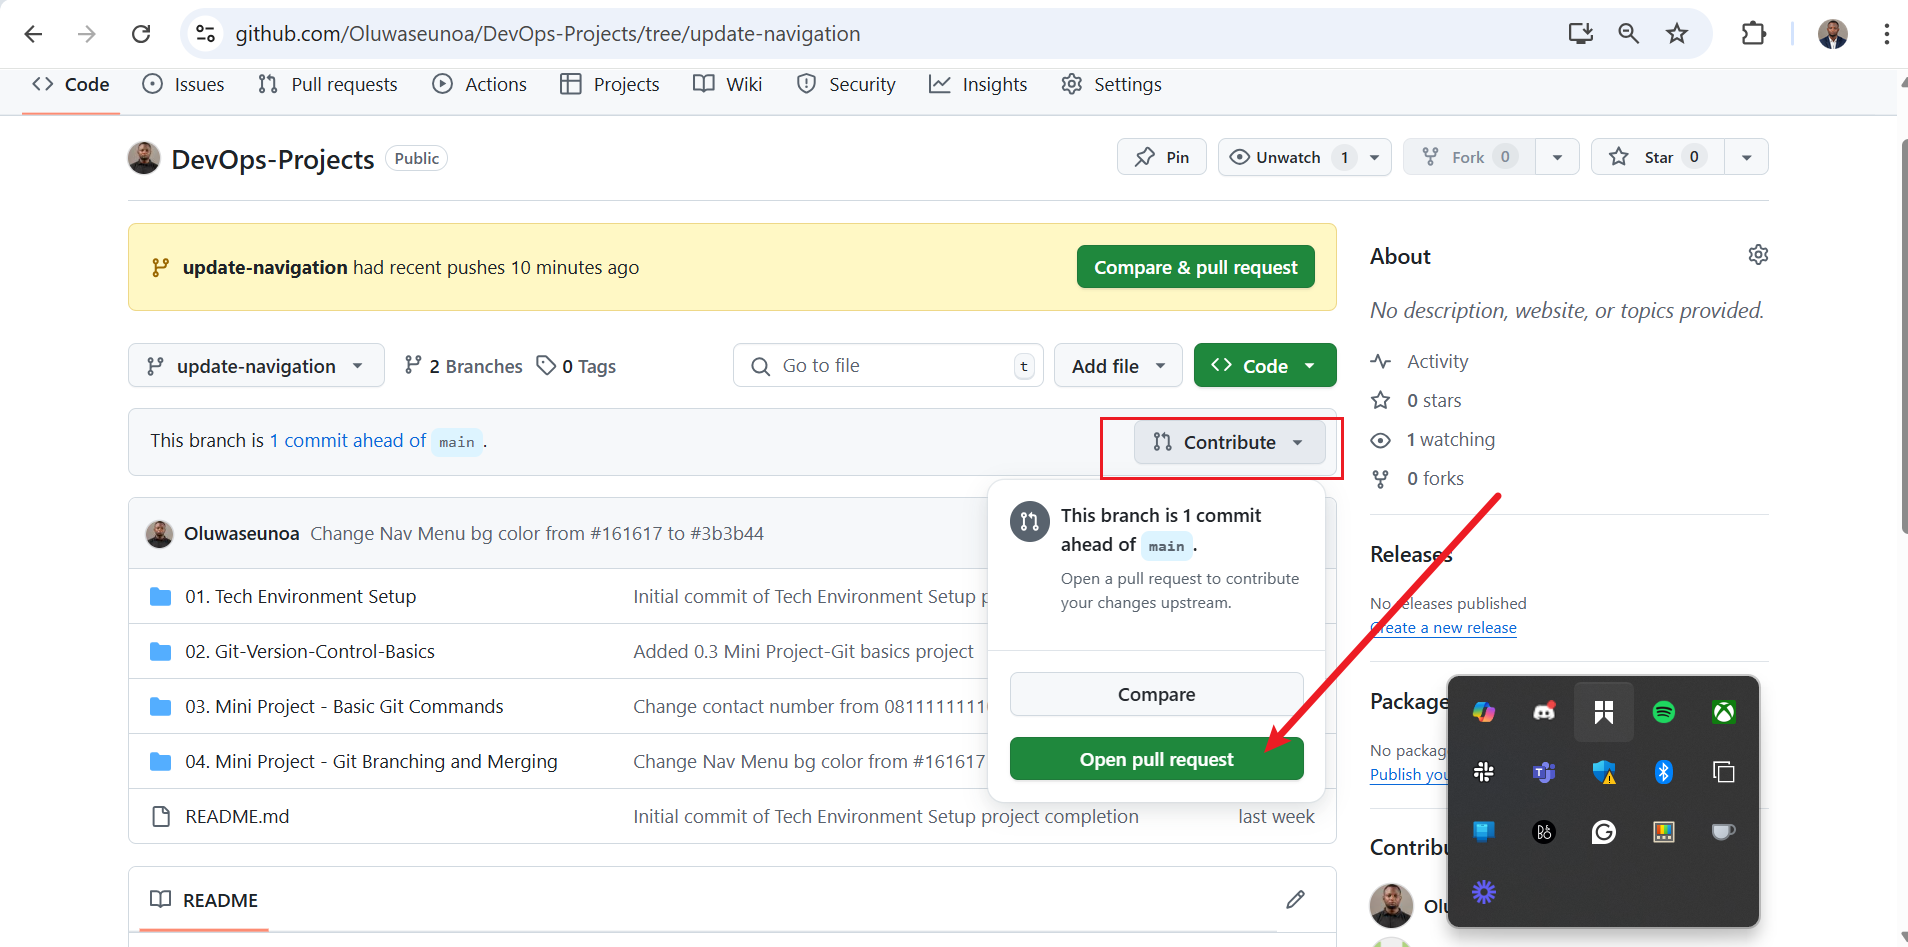 github.com/Oluwaseunoa/DevOps-Projects/tree/update-navigation
Code Issues Pull requests Actions Projects Wiki Security Insights Settings
DevOps-Projects Public Pin Unwatch 1 Fork 0 Star 0
update-navigation had recent pushes 10 minutes ago Compare & pull request
update-navigation 2 Branches 0 Tags Go to file t Add file Code
This branch is 1 commit ahead of main. Contribute
This branch is 1 commit
ahead of main.
Open a pull request to contribute
your changes upstream.
Compare
Open pull request
Oluwaseunoa Change Nav Menu bg color from #161617 to #3b3b44
01. Tech Environment Setup Initial commit of Tech Environment Setup p
02. Git-Version-Control-Basics Added 0.3 Mini Project-Git basics project
03. Mini Project - Basic Git Commands Change contact number from 0811111111
04. Mini Project - Git Branching and Merging Change Nav Menu bg color from #161617
README.md Initial commit of Tech Environment Setup project completion last week
README
About
No description, website, or topics provided.
Activity
0 stars
1 watching
0 forks
Releases
No releases published
Create a new release
Package
No packag
Publish you
Contribu
Olu